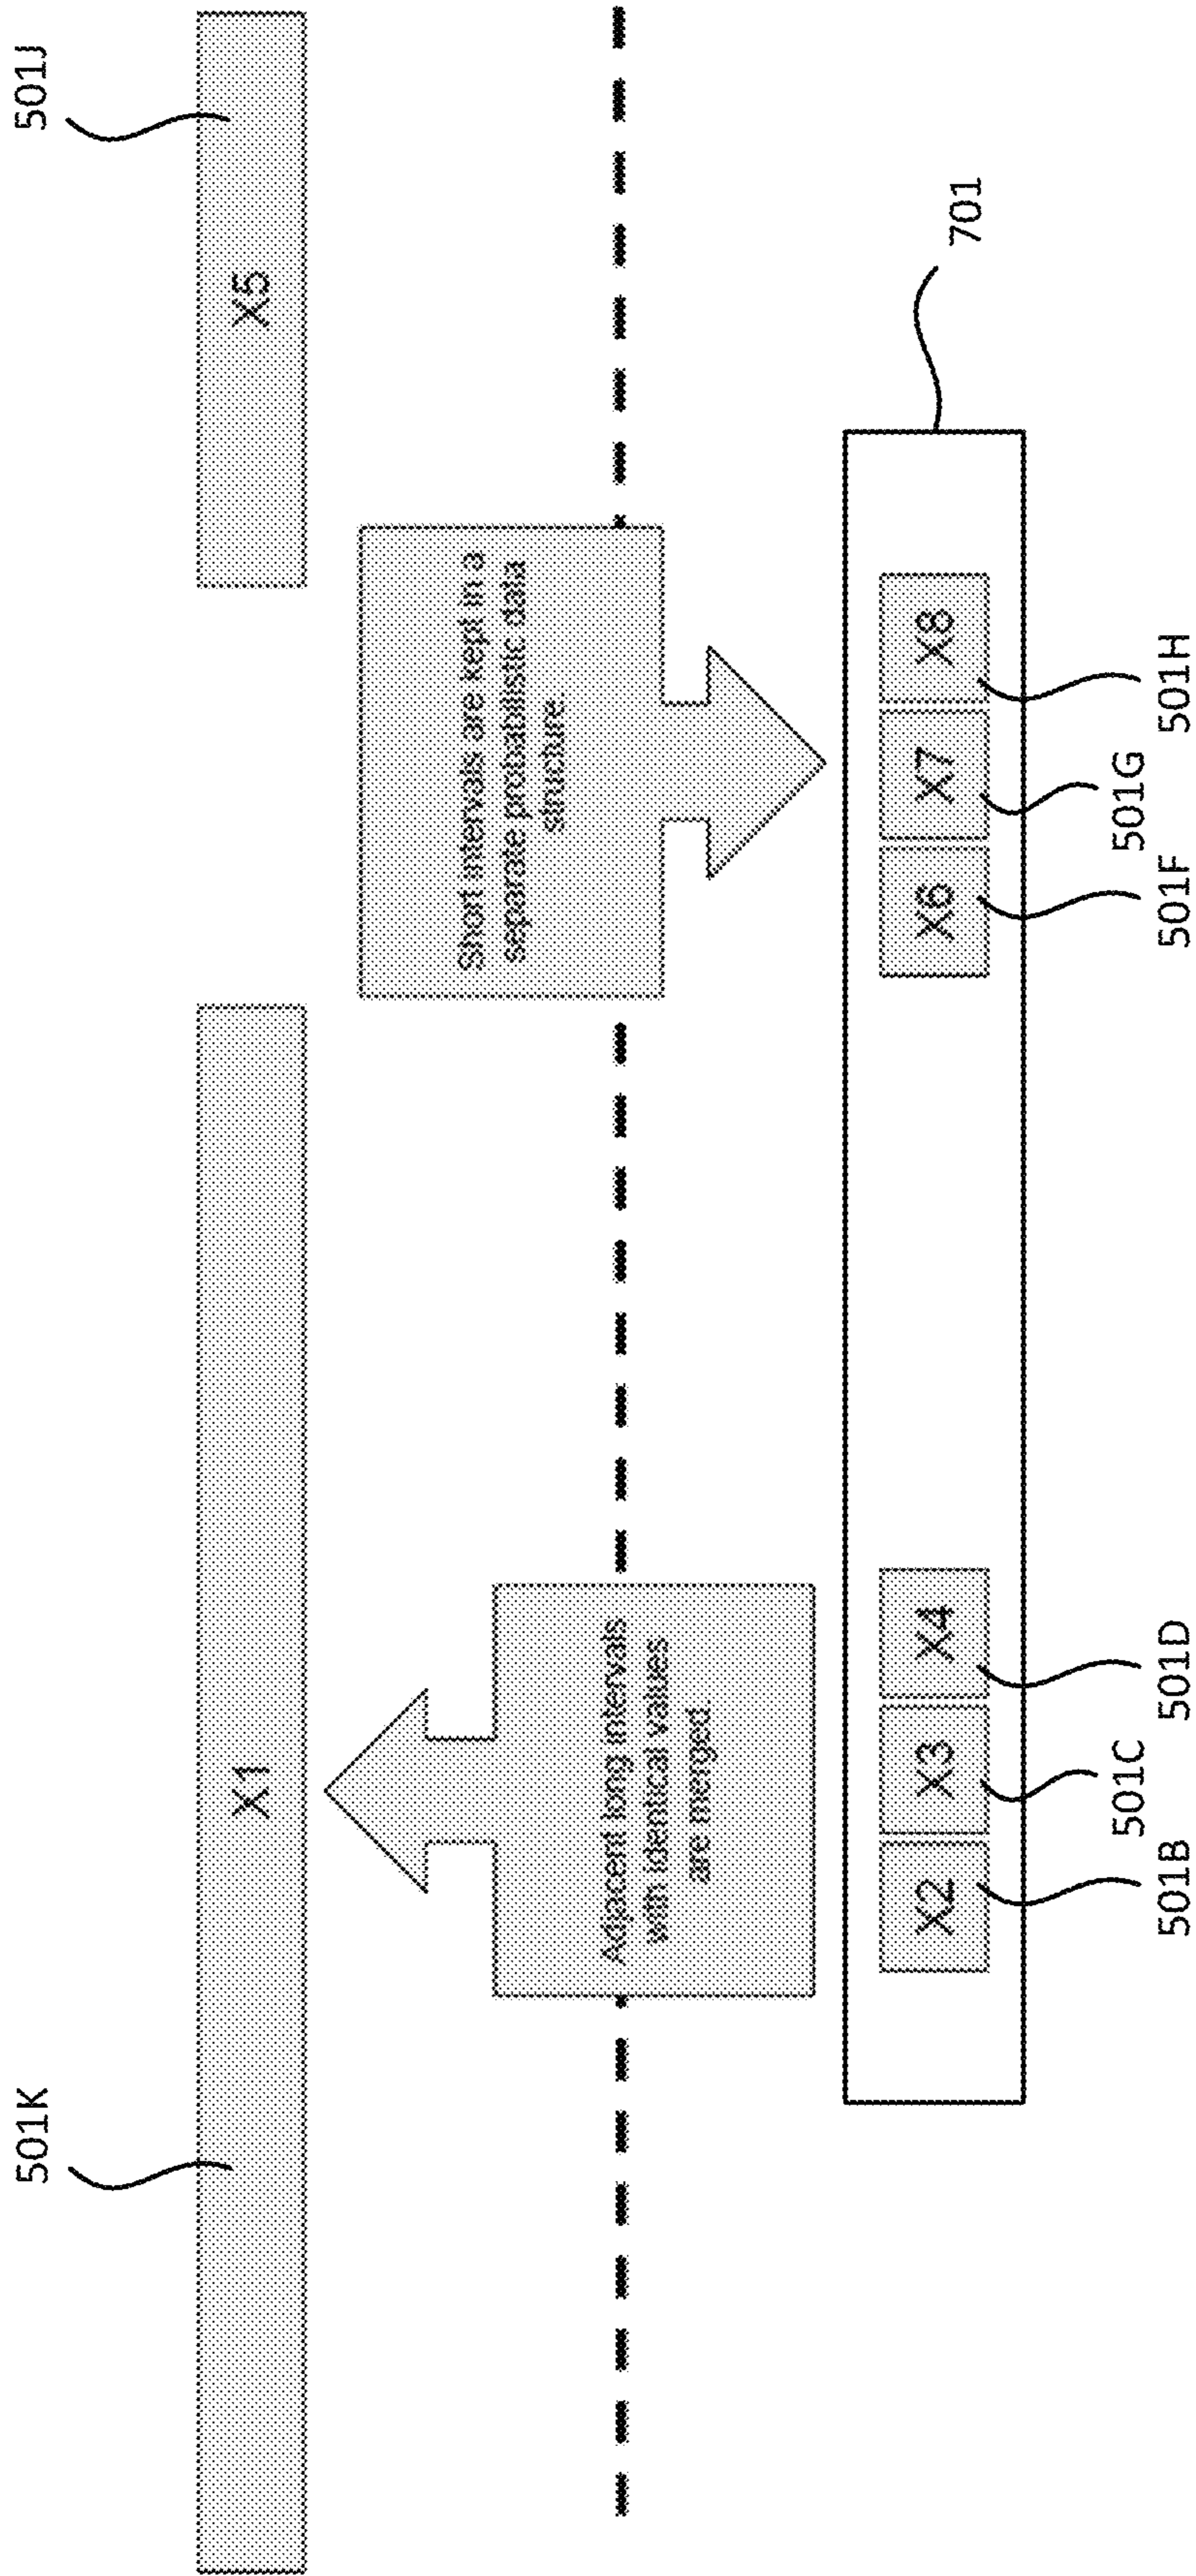 501K
501J
X1
X5
Adjacent long intervals
with identical values
are merged.
Short intervals are kept in a
separate probabilistic data
structure.
701
X2
X3
X4
X6
X7
X8
501B
501C
501D
501F
501G
501H